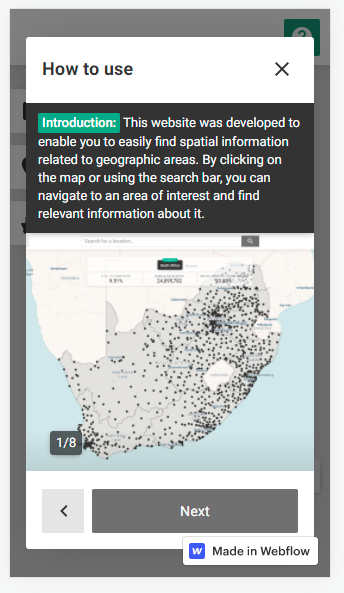 How to use
Introduction: This website was developed to
enable you to easily find spatial information
related to geographic areas. By clicking on
the map or using the search bar, you can
navigate to an area of interest and find
relevant information about it.
Search for a location...
South Africa
9.51%
24,895,762
1/8
Next
Made in Webflow